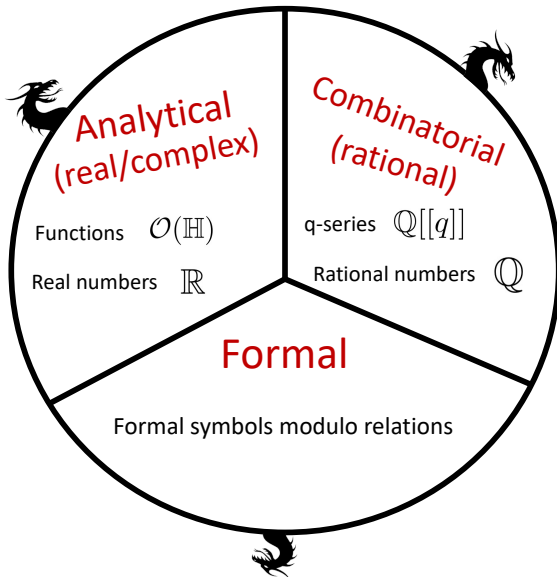 Analytical
(real/complex)
Functions 𝒪(ℍ)
Real numbers ℝ
Combinatorial
(rational)
q-series ℚ[[q]]
Rational numbers ℚ
Formal
Formal symbols modulo relations